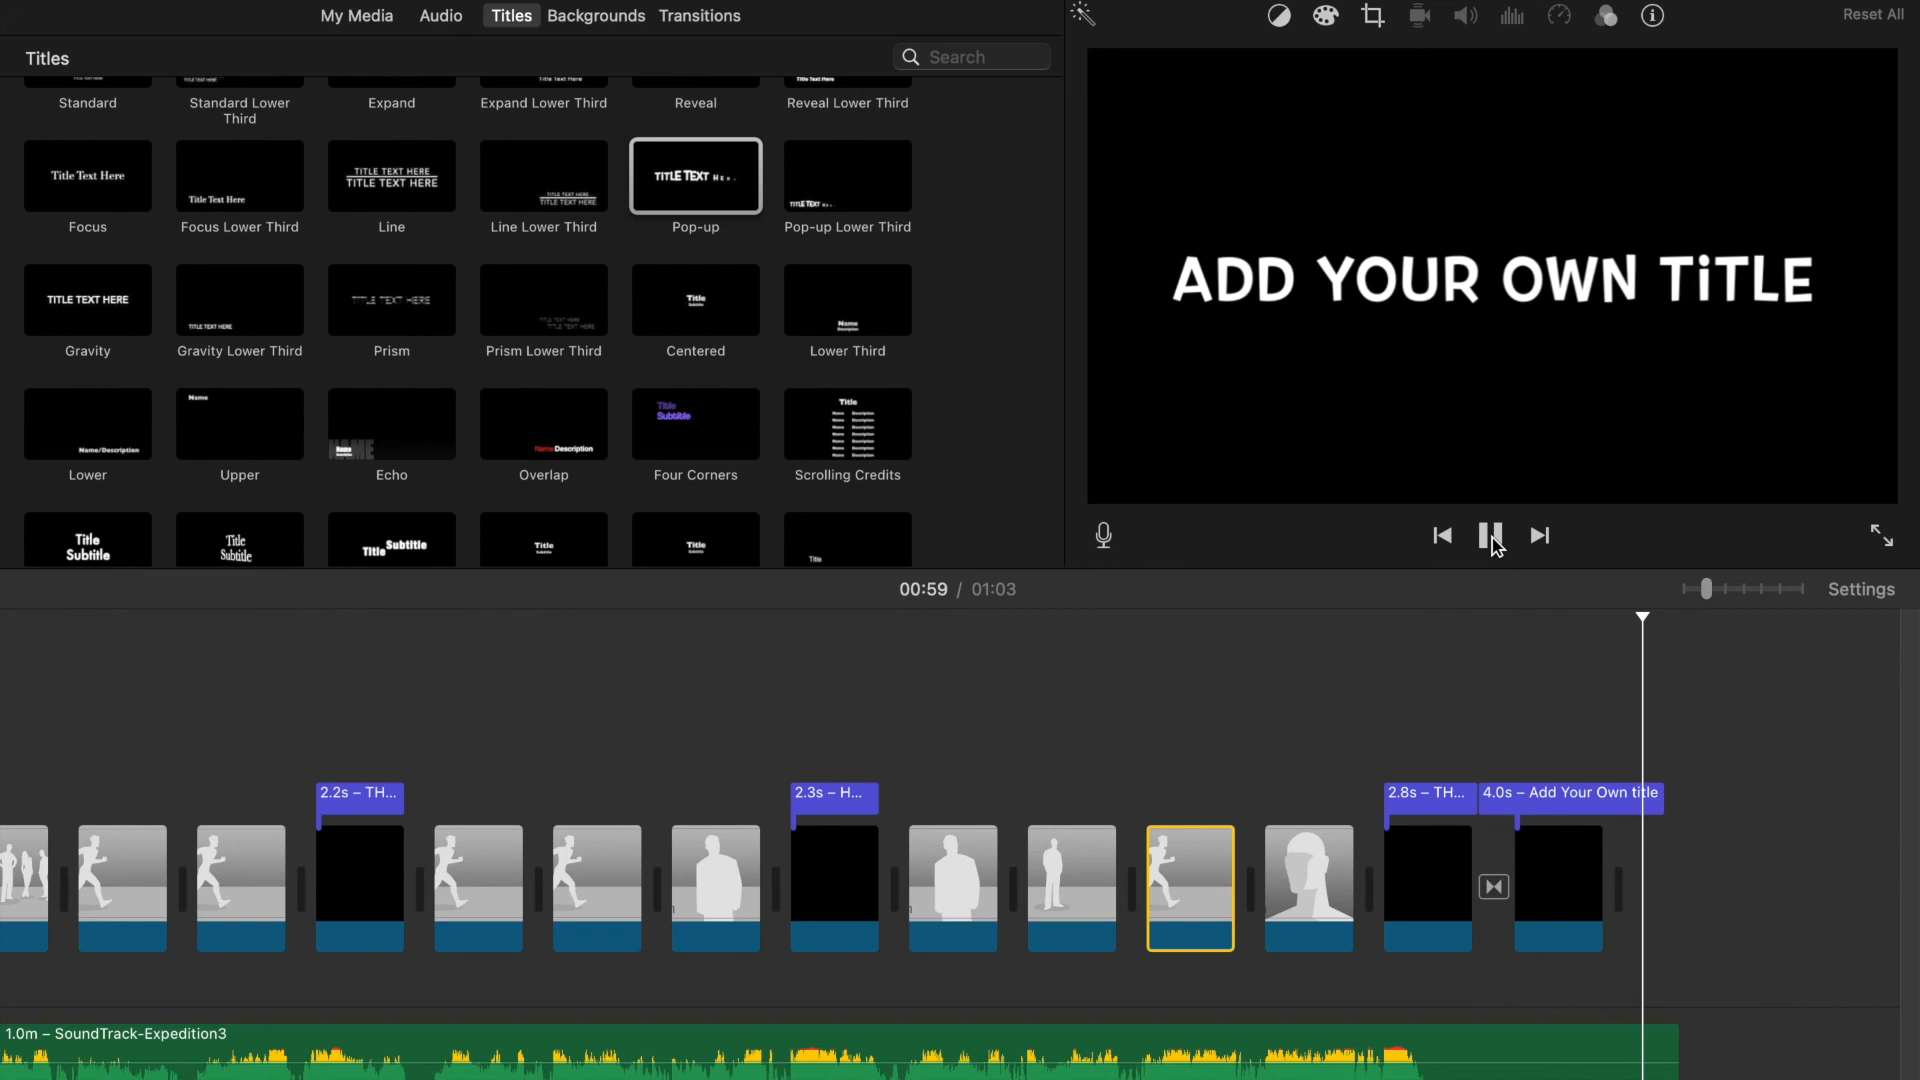 My Media Audio Titles Backgrounds Transitions
Reset All
Titles
Search
Standard
Standard Lower
Third
Expand
Expand Lower Third
Reveal
Reveal Lower Third
Title Text Here
Title Text Here
TITLE TEXT HERE
TITLE TEXT HERE
TITLE TEXT HERE
TITLE TEXT HERE
TiTLE TEXT HE
TITLE TEXT
Focus
Focus Lower Third
Line
Line Lower Third
Pop-up
Pop-up Lower Third
ADD YOUR OWN TiTLE
TITLE TEXT HERE
TITLE TEXT HERE
TITLE TEXT HERE
TITLE TEXT HERE
TITLE TEXT HERE
Title
Subtitle
Name
Description
Gravity
Gravity Lower Third
Prism
Prism Lower Third
Centered
Lower Third
Name/Description
Name
NAME
Name
Name Description
Title
Subtitle
Title
Name Description
Name Description
Name Description
Name Description
Name Description
Name Description
Lower
Upper
Echo
Overlap
Four Corners
Scrolling Credits
Title
Subtitle
Title
Subtitle
Title Subtitle
Title
Subtitle
Title
Subtitle
Title
00:59 / 01:03
Settings
2.2s – TH...
2.3s – H...
2.8s – TH...
4.0s – Add Your Own title
1.0m – SoundTrack-Expedition3